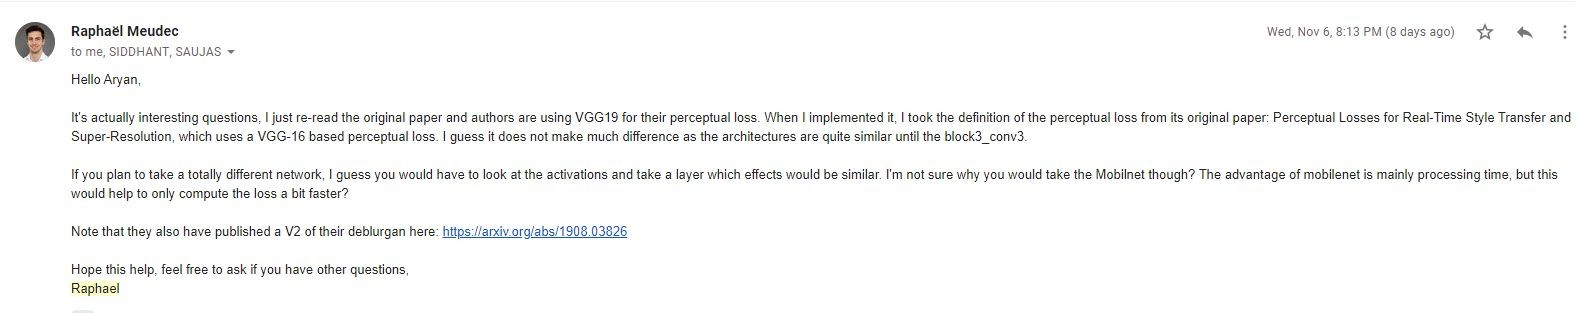 Raphaël Meudec
Wed, Nov 6, 8:13 PM (8 days ago)
to me, SIDDHANT, SAUJAS
Hello Aryan,
It's actually interesting questions, I just re-read the original paper and authors are using VGG19 for their perceptual loss. When I implemented it, I took the definition of the perceptual loss from its original paper: Perceptual Losses for Real-Time Style Transfer and
Super-Resolution, which uses a VGG-16 based perceptual loss. I guess it does not make much difference as the architectures are quite similar until the block3_conv3.
If you plan to take a totally different network, I guess you would have to look at the activations and take a layer which effects would be similar. I'm not sure why you would take the Mobilnet though? The advantage of mobilenet is mainly processing time, but this
would help to only compute the loss a bit faster?
Note that they also have published a V2 of their deblurgan here: https://arxiv.org/abs/1908.03826
Hope this help, feel free to ask if you have other questions,
Raphael